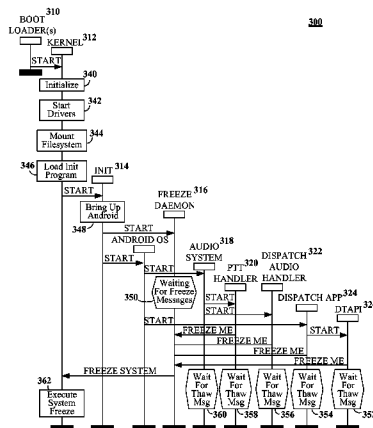 310
BOOT
LOADER(s)
312
KERNEL
300
START
340
Initialize
342
Start
Drivers
344
Mount
Filesystem
346
Load Init
Program
314
INIT
START
316
FREEZE
DAEMON
Bring Up
Android
348
START
START
ANDROID OS
318
AUDIO
SYSTEM
320
PTT
HANDLER
322
DISPATCH
AUDIO
HANDLER
324
DISPATCH APP
DTAPI
START
350
Waiting
For Freeze
Messages
START
START
START
START
FREEZE ME
FREEZE ME
FREEZE ME
FREEZE ME
FREEZE SYSTEM
362
Execute
System
Freeze
Wait
For
Thaw
Msg
360
Wait
For
Thaw
Msg
358
Wait
For
Thaw
Msg
356
Wait
For
Thaw
Msg
354
Wait
For
Thaw
Msg